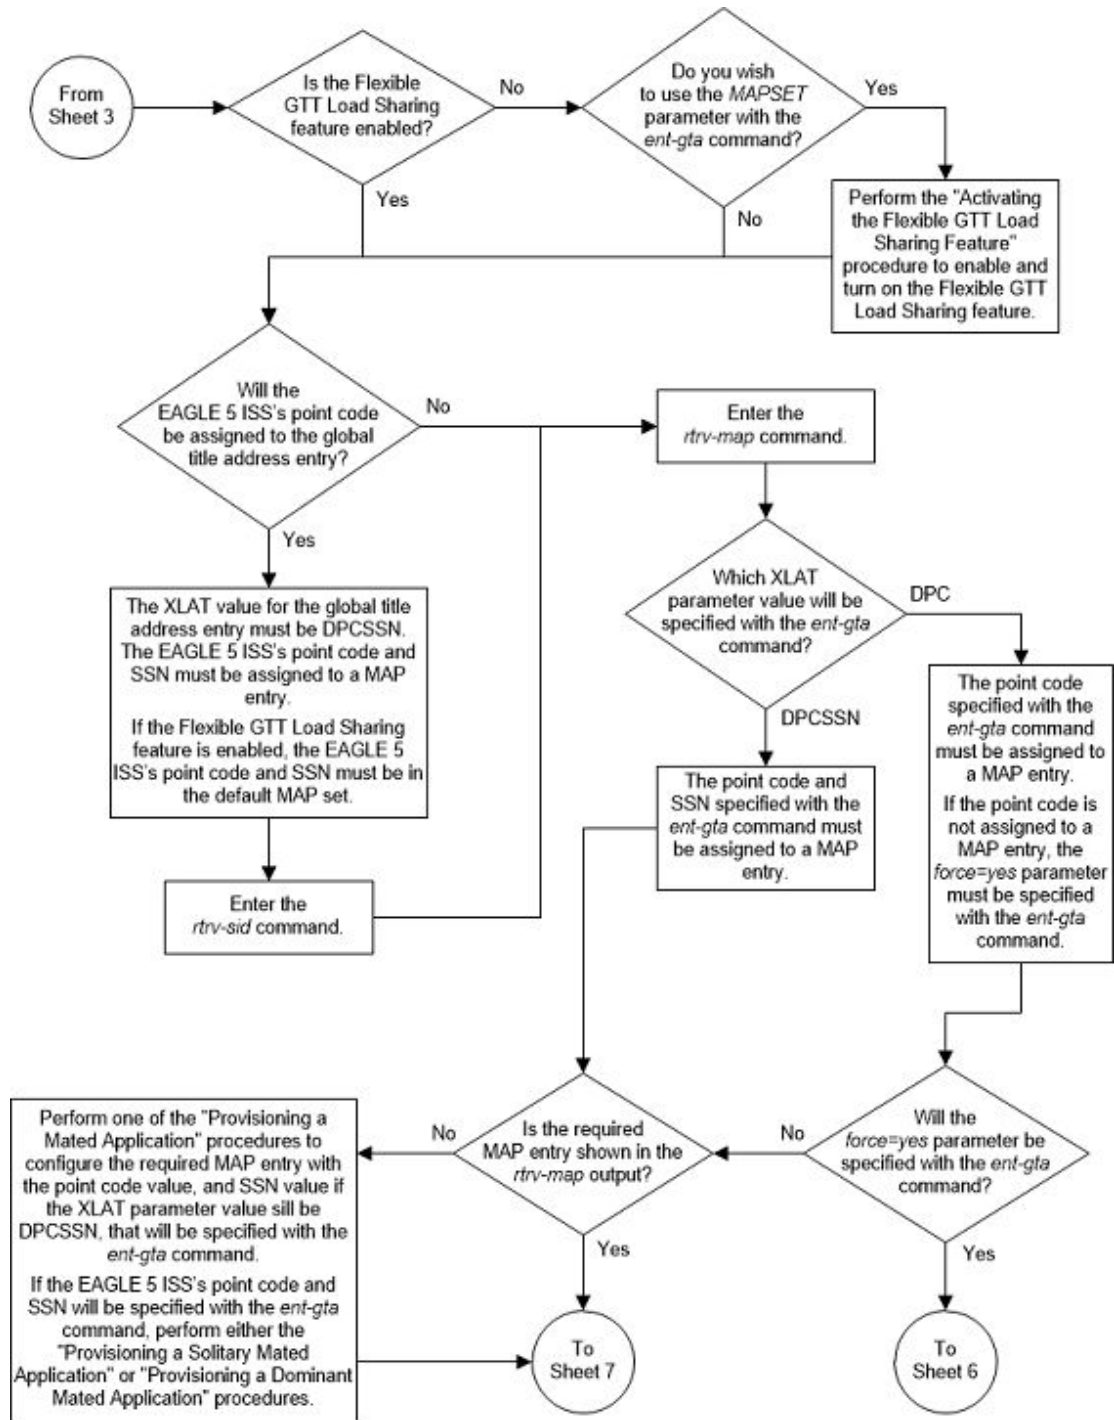 From
Sheet 3
Is the Flexible
GTT Load Sharing
feature enabled?
No
Do you wish
to use the MAPSET
parameter with the
ent-gta command?
Yes
Yes
No
Perform the "Activating
the Flexible GTT Load
Sharing Feature"
procedure to enable and
turn on the Flexible GTT
Load Sharing feature.
Will the
EAGLE 5 ISS's point code
be assigned to the global
title address entry?
No
Enter the
rtrv-map command.
Yes
The XLAT value for the global title
address entry must be DPCSSN.
The EAGLE 5 ISS's point code and
SSN must be assigned to a MAP
entry.
If the Flexible GTT Load Sharing
feature is enabled, the EAGLE 5
ISS's point code and SSN must be in
the default MAP set.
Enter the
rtrv-sid command.
Which XLAT
parameter value will be
specified with the ent-gta
command?
DPC
DPCSSN
The point code and
SSN specified with the
ent-gta command must
be assigned to a MAP
entry.
The point code
specified with the
ent-gta command
must be assigned to
a MAP entry.
If the point code is
not assigned to a
MAP entry, the
force=yes parameter
must be specified
with the ent-gta
command.
Will the
force=yes parameter be
specified with the ent-gta
command?
No
Yes
Is the required
MAP entry shown in the
rtrv-map output?
No
Yes
Perform one of the "Provisioning a
Mated Application" procedures to
configure the required MAP entry with
the point code value, and SSN value if
the XLAT parameter value sill be
DPCSSN, that will be specified with the
ent-gta command.
If the EAGLE 5 ISS's point code and
SSN will be specified with the ent-gta
command, perform either the
"Provisioning a Solitary Mated
Application" or "Provisioning a Dominant
Mated Application" procedures.
To
Sheet 7
To
Sheet 6